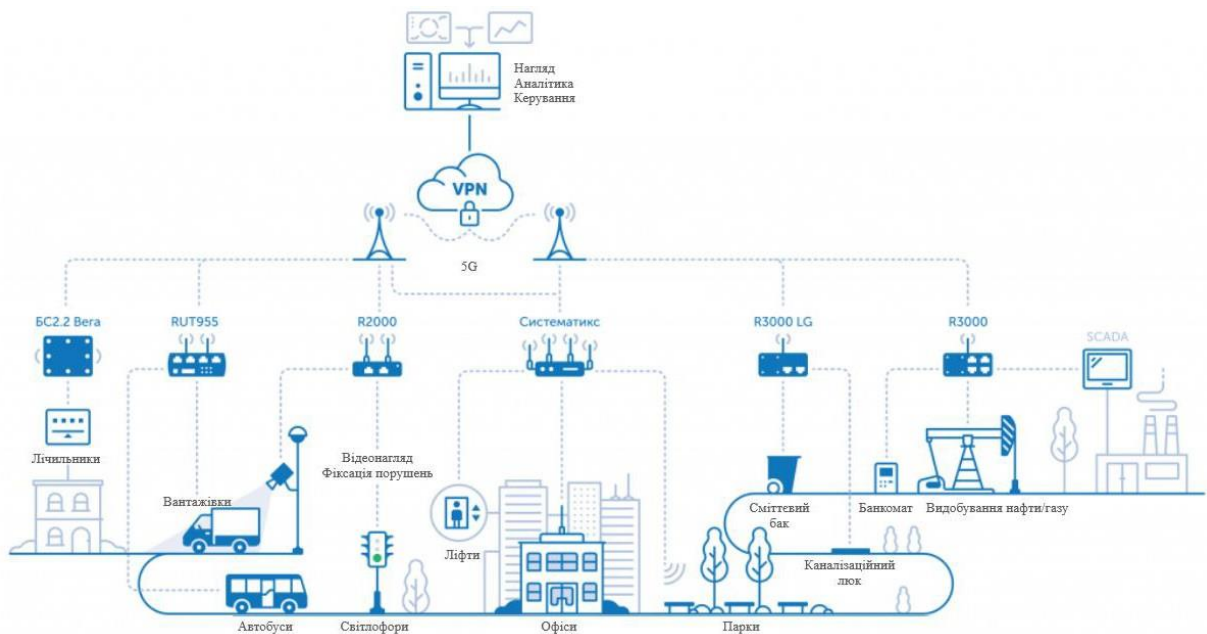 Нагляд
Аналітика
Керування
VPN
5G
БС2.2 Вега
RUT955
R2000
Систематикс
R3000 LG
R3000
SCADA
Лічильники
Вантажівки
Відеонагляд
Фіксація порушень
Ліфти
Сміттєвий
бак
Банкомат
Видобування нафти/газу
Каналізаційний
люк
Автобуси
Світлофори
Офіси
Парки